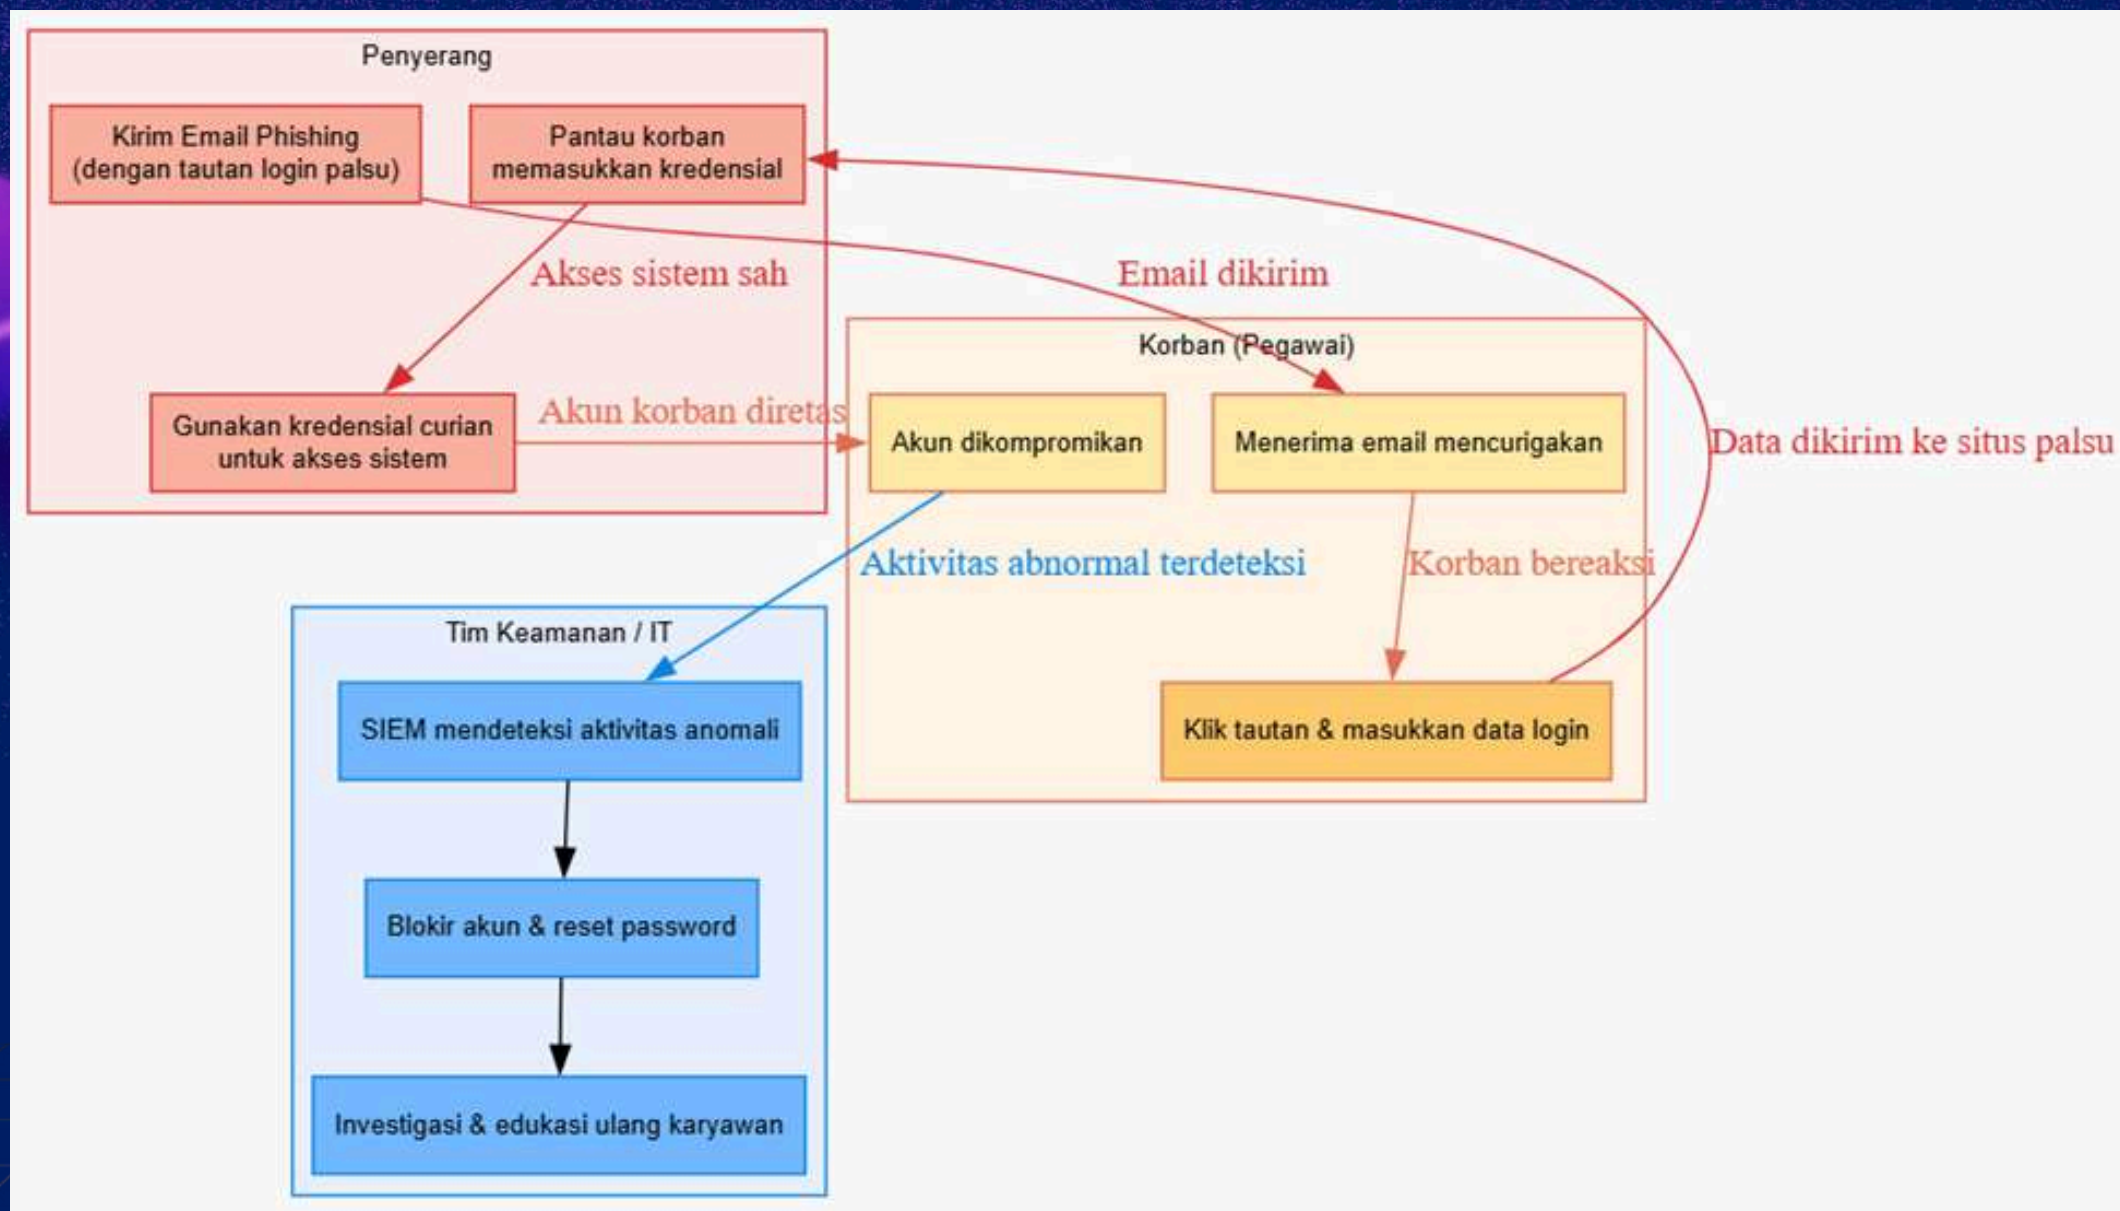 Penyerang
Kirim Email Phishing
(dengan tautan login palsu)
Pantau korban
memasukkan kredensial
Akses sistem sah
Email dikirim
Korban (Pegawai)
Gunakan kredensial curian
untuk akses sistem
Akun korban diretas
Akun dikompromikan
Menerima email mencurigakan
Data dikirim ke situs palsu
Aktivitas abnormal terdeteksi
Korban bereaksi
Tim Keamanan / IT
SIEM mendeteksi aktivitas anomali
Klik tautan & masukkan data login
Blokir akun & reset password
Investigasi & edukasi ulang karyawan